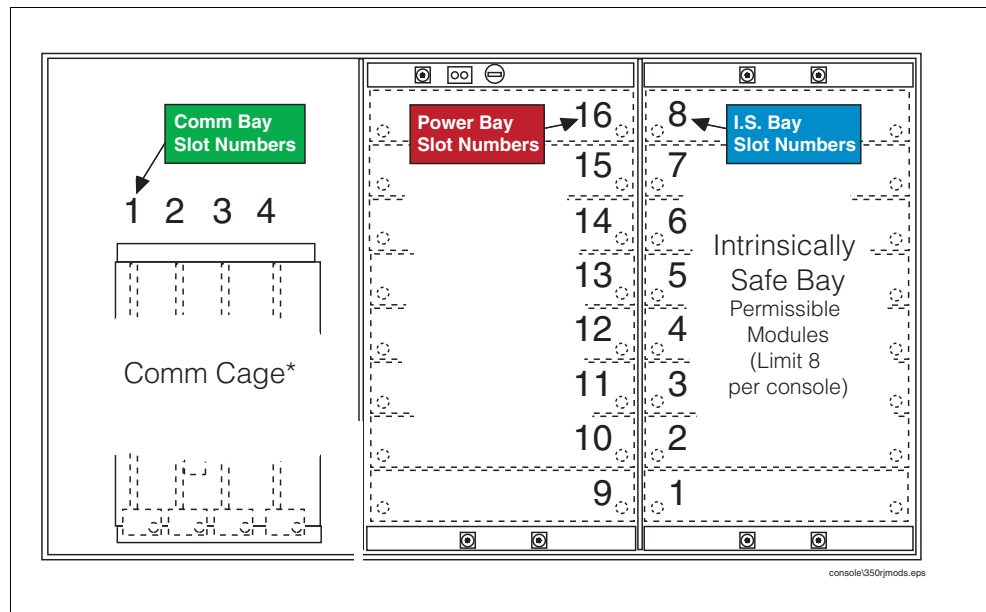 Comm Bay
Slot Numbers
1 2 3 4
Comm Cage*
Power Bay
Slot Numbers
16
15
14
13
12
11
10
9
I.S. Bay
Slot Numbers
8
7
6
5
4
3
2
1
Intrinsically
Safe Bay
Permissible
Modules
(Limit 8
per console)
console\350rjmods.eps